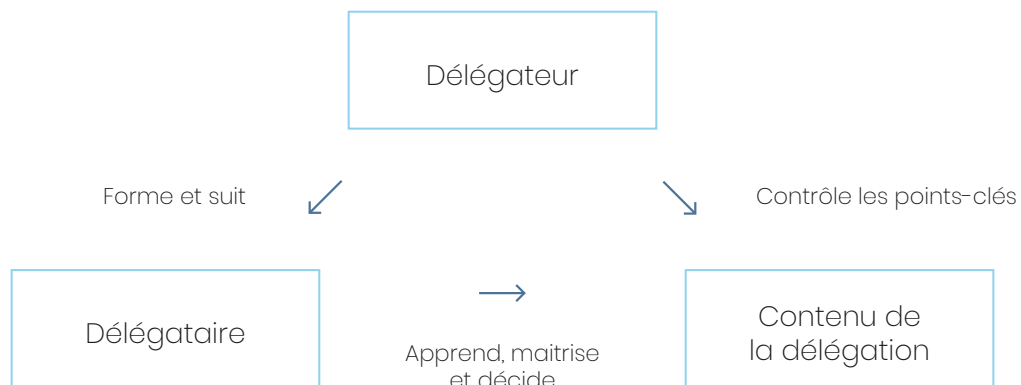 Délégateur
Forme et suit
Contrôle les points-clés
Délégataire
Apprend, maitrise
et décide
Contenu de
la délégation